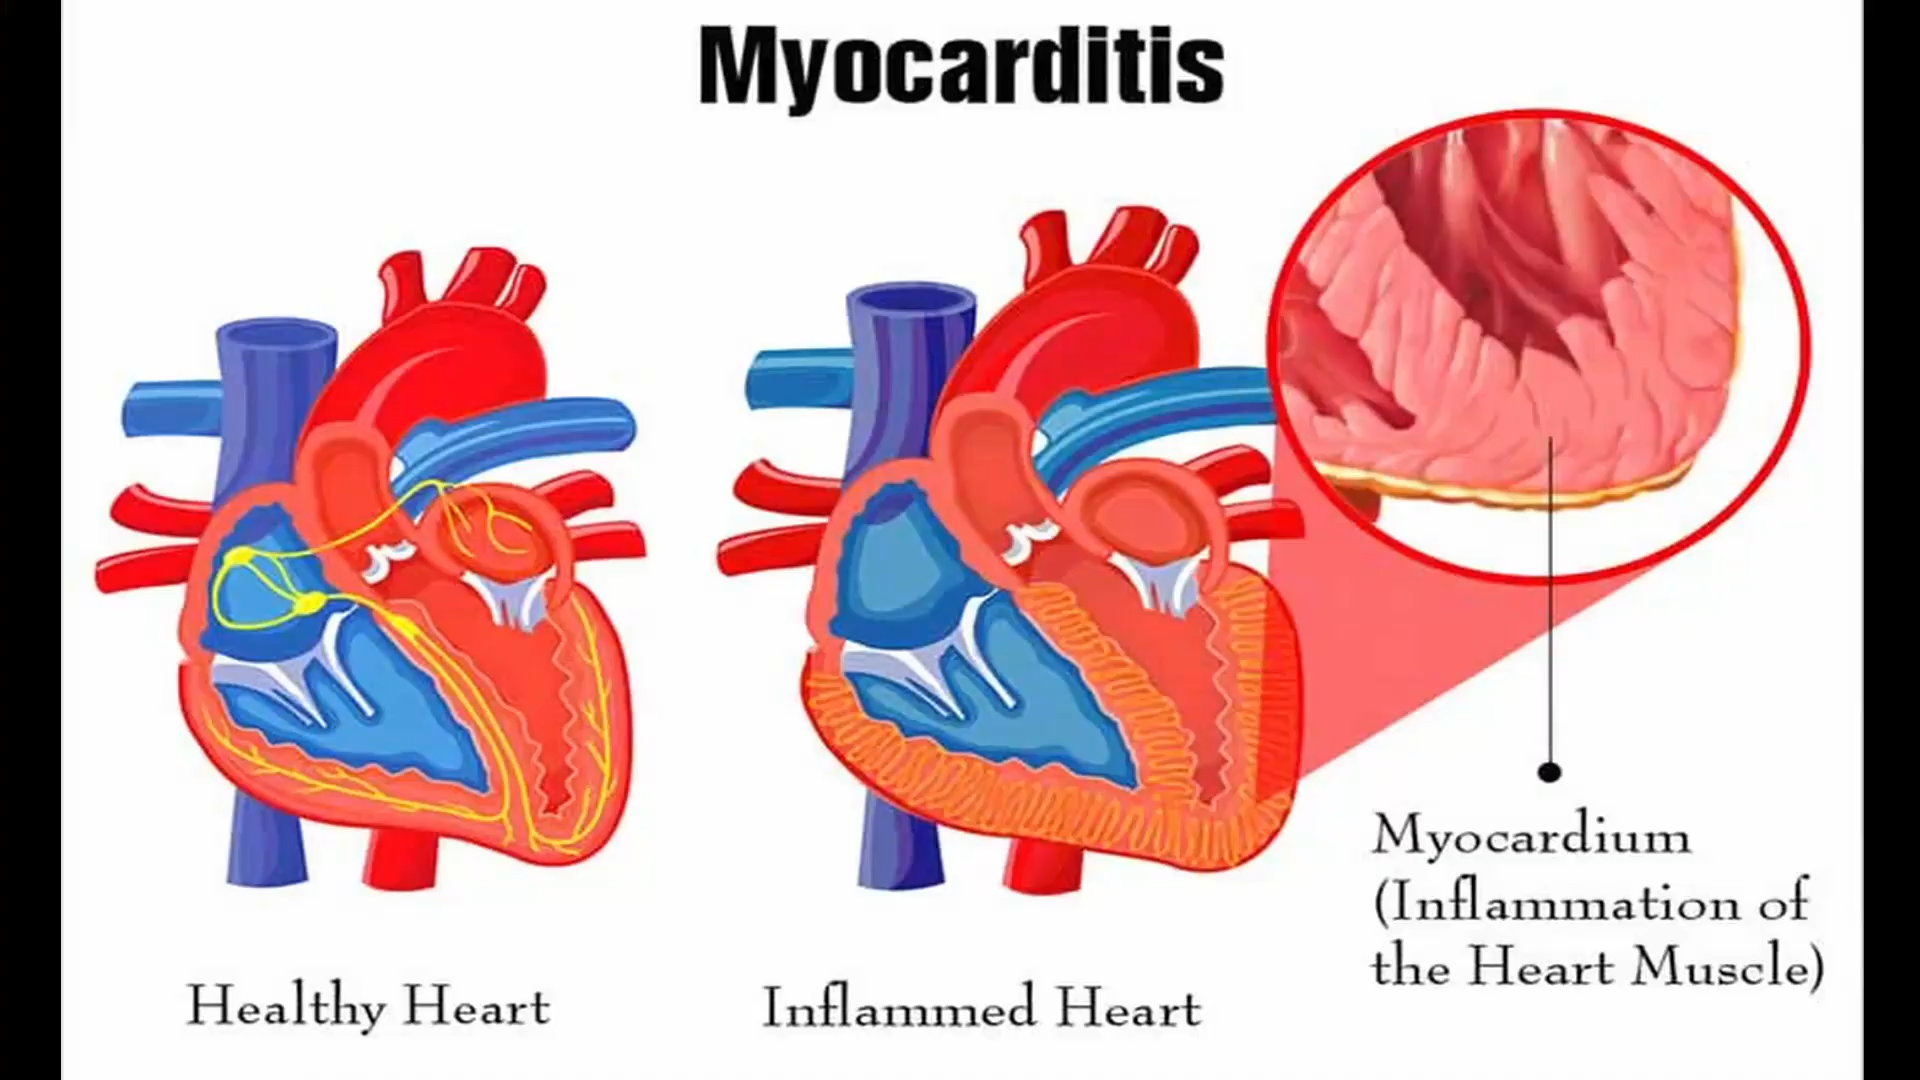 Myocarditis
Myocardium
(Inflammation of
the Heart Muscle)
Healthy Heart
Inflammed Heart